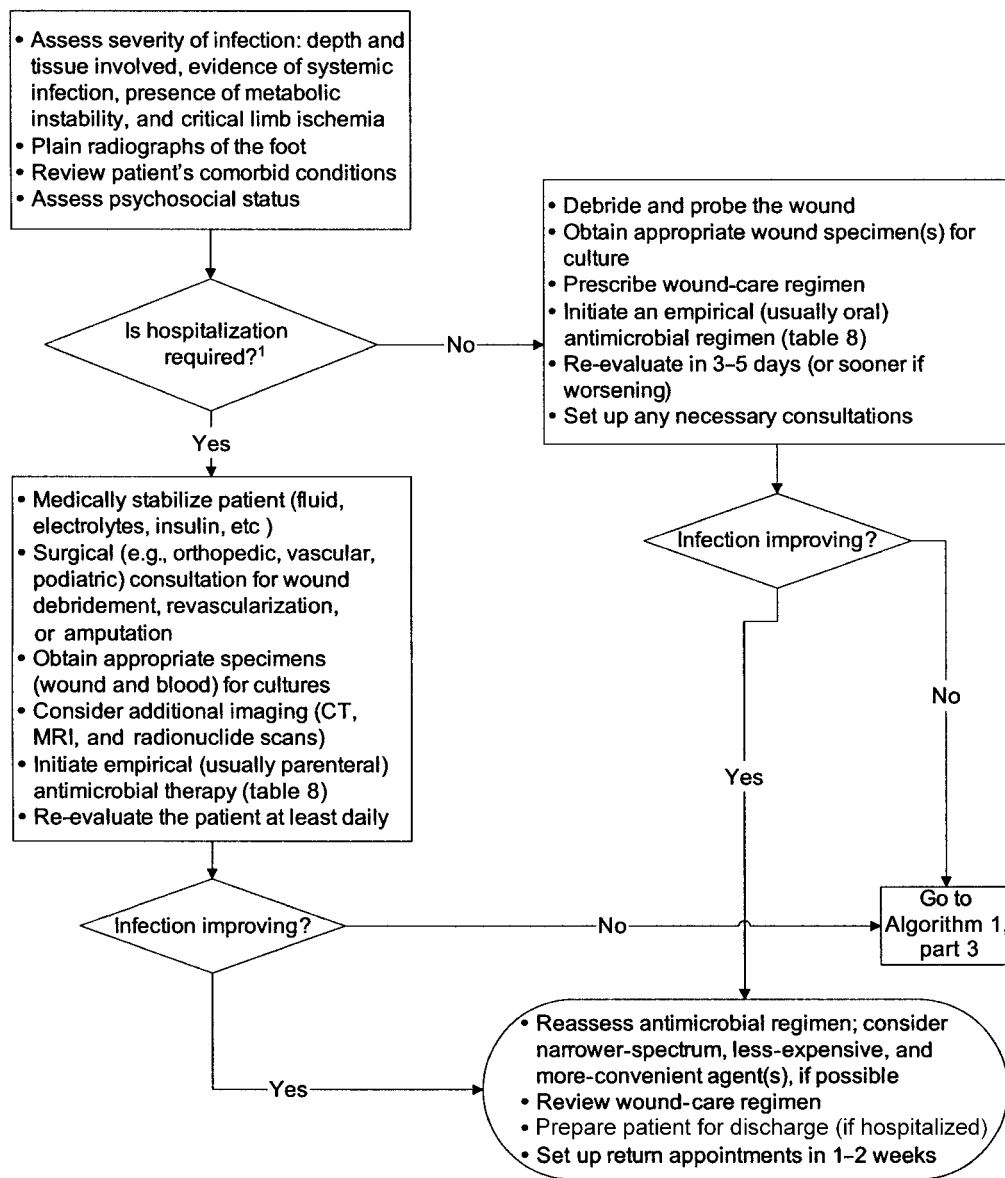 • Assess severity of infection: depth and
tissue involved, evidence of systemic
infection, presence of metabolic
instability, and critical limb ischemia
• Plain radiographs of the foot
• Review patient's comorbid conditions
• Assess psychosocial status
Is hospitalization
required?¹
No
• Debride and probe the wound
• Obtain appropriate wound specimen(s) for
culture
• Prescribe wound-care regimen
• Initiate an empirical (usually oral)
antimicrobial regimen (table 8)
• Re-evaluate in 3–5 days (or sooner if
worsening)
• Set up any necessary consultations
Yes
• Medically stabilize patient (fluid,
electrolytes, insulin, etc )
• Surgical (e.g., orthopedic, vascular,
podiatric) consultation for wound
debridement, revascularization,
or amputation
• Obtain appropriate specimens
(wound and blood) for cultures
• Consider additional imaging (CT,
MRI, and radionuclide scans)
• Initiate empirical (usually parenteral)
antimicrobial therapy (table 8)
• Re-evaluate the patient at least daily
Infection improving?
No
Yes
Infection improving?
No
Go to
Algorithm 1,
part 3
Yes
• Reassess antimicrobial regimen; consider
narrower-spectrum, less-expensive, and
more-convenient agent(s), if possible
• Review wound-care regimen
• Prepare patient for discharge (if hospitalized)
• Set up return appointments in 1–2 weeks